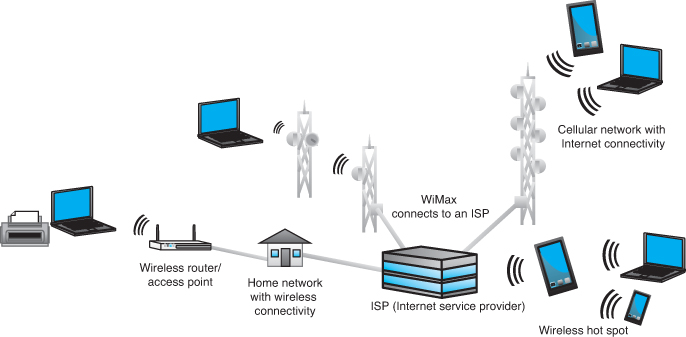 Cellular network with
Internet connectivity
WiMax
connects to an ISP
Wireless router/
access point
Home network
with wireless
connectivity
ISP (Internet service provider)
Wireless hot spot